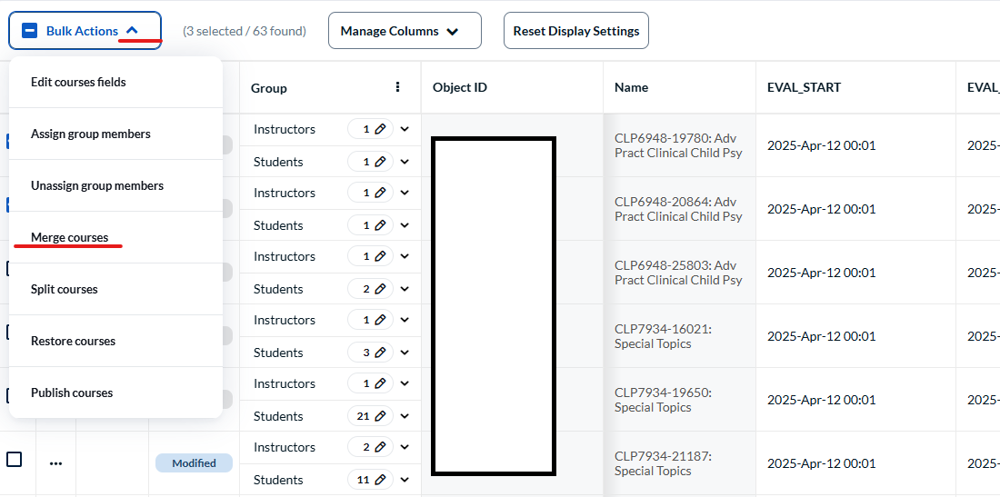 Bulk Actions
(3 selected / 63 found)
Manage Columns
Reset Display Settings
Edit courses fields
Assign group members
Unassign group members
Merge courses
Split courses
Restore courses
Publish courses
Group
Object ID
Name
EVAL_START
EVAL_
Instructors 1
Students 1
CLP6948-19780: Adv
Pract Clinical Child Psy
2025-Apr-12 00:01
2025-
Instructors 1
Students 1
CLP6948-20864: Adv
Pract Clinical Child Psy
2025-Apr-12 00:01
2025-
Instructors 1
Students 2
CLP6948-25803: Adv
Pract Clinical Child Psy
2025-Apr-12 00:01
2025-
Instructors 1
Students 3
CLP7934-16021:
Special Topics
2025-Apr-12 00:01
2025-
Instructors 1
Students 21
CLP7934-19650:
Special Topics
2025-Apr-12 00:01
2025-
Modified
Instructors 2
Students 11
CLP7934-21187:
Special Topics
2025-Apr-12 00:01
2025-